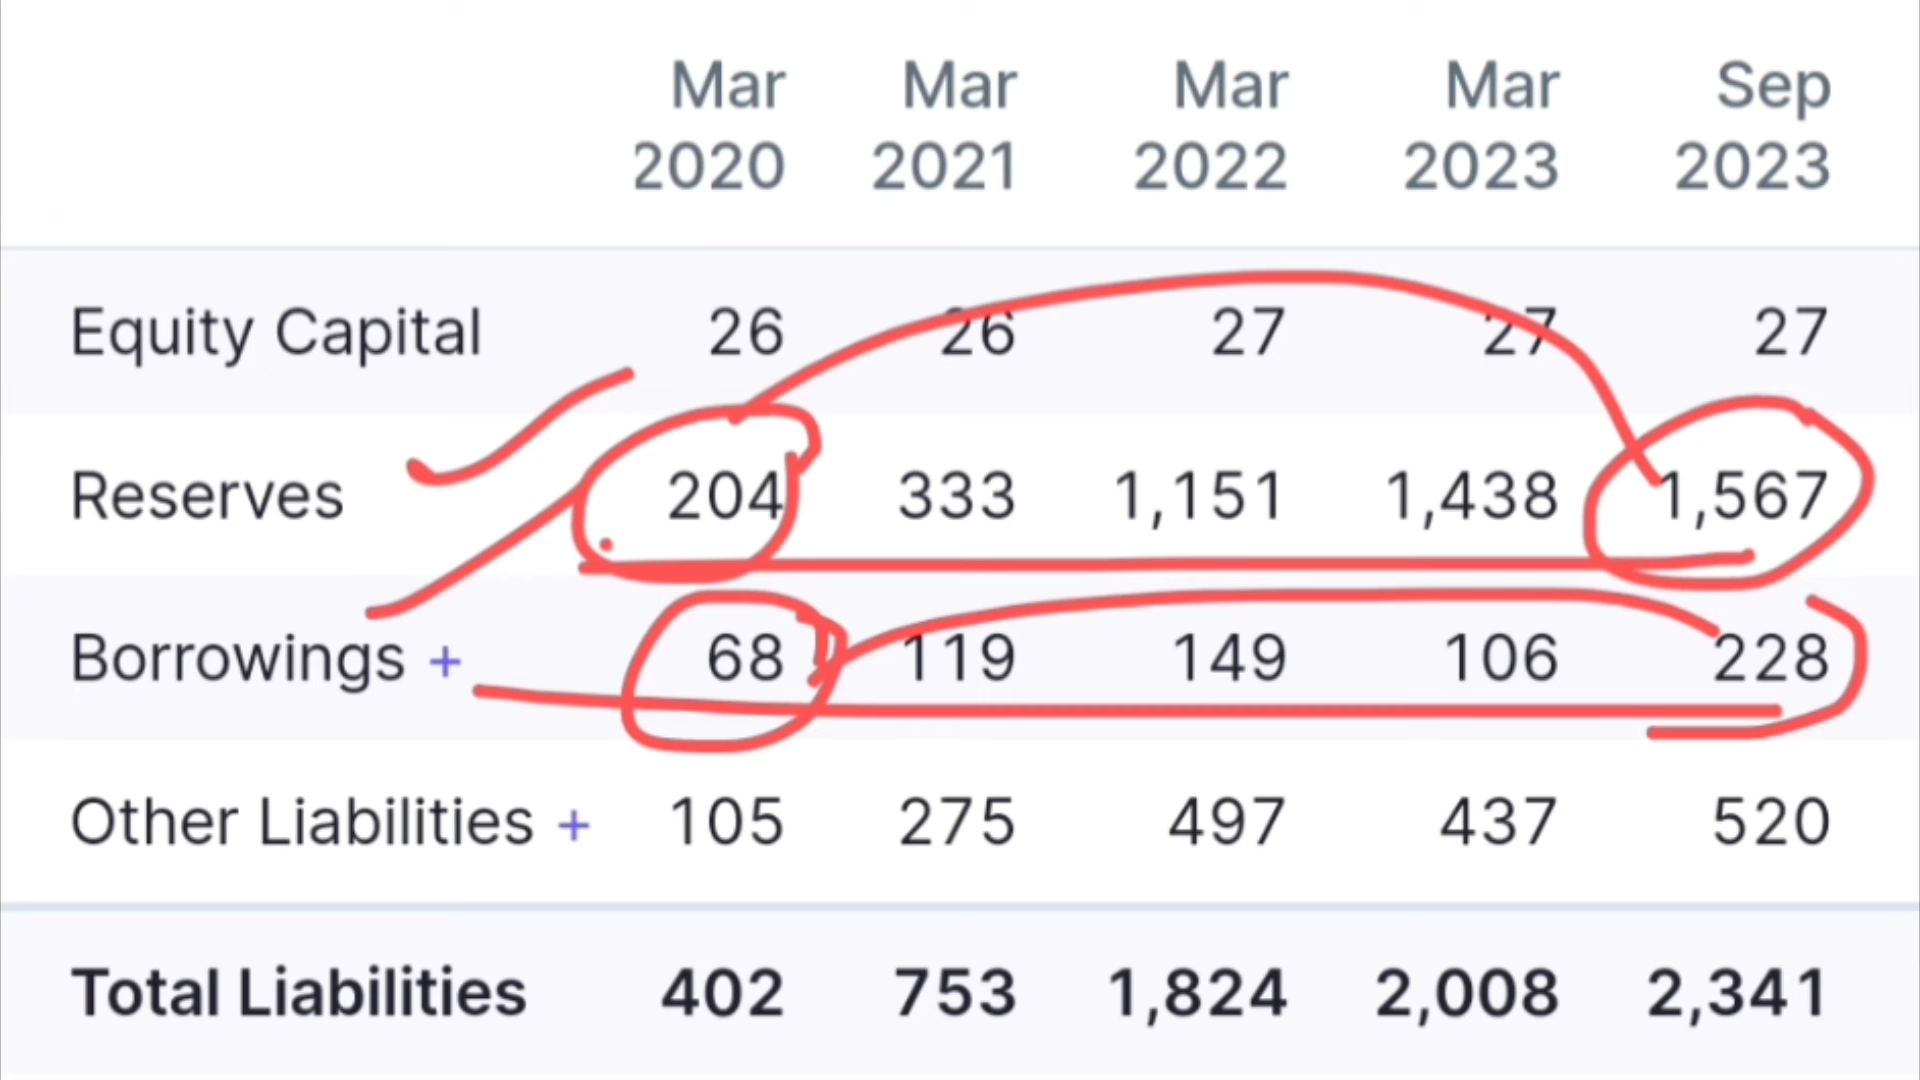 Mar Mar Mar Mar Sep
2020 2021 2022 2023 2023
Equity Capital 26 26 27 27 27
Reserves 204 333 1,151 1,438 1,567
Borrowings + 68 119 149 106 228
Other Liabilities + 105 275 497 437 520
Total Liabilities 402 753 1,824 2,008 2,341